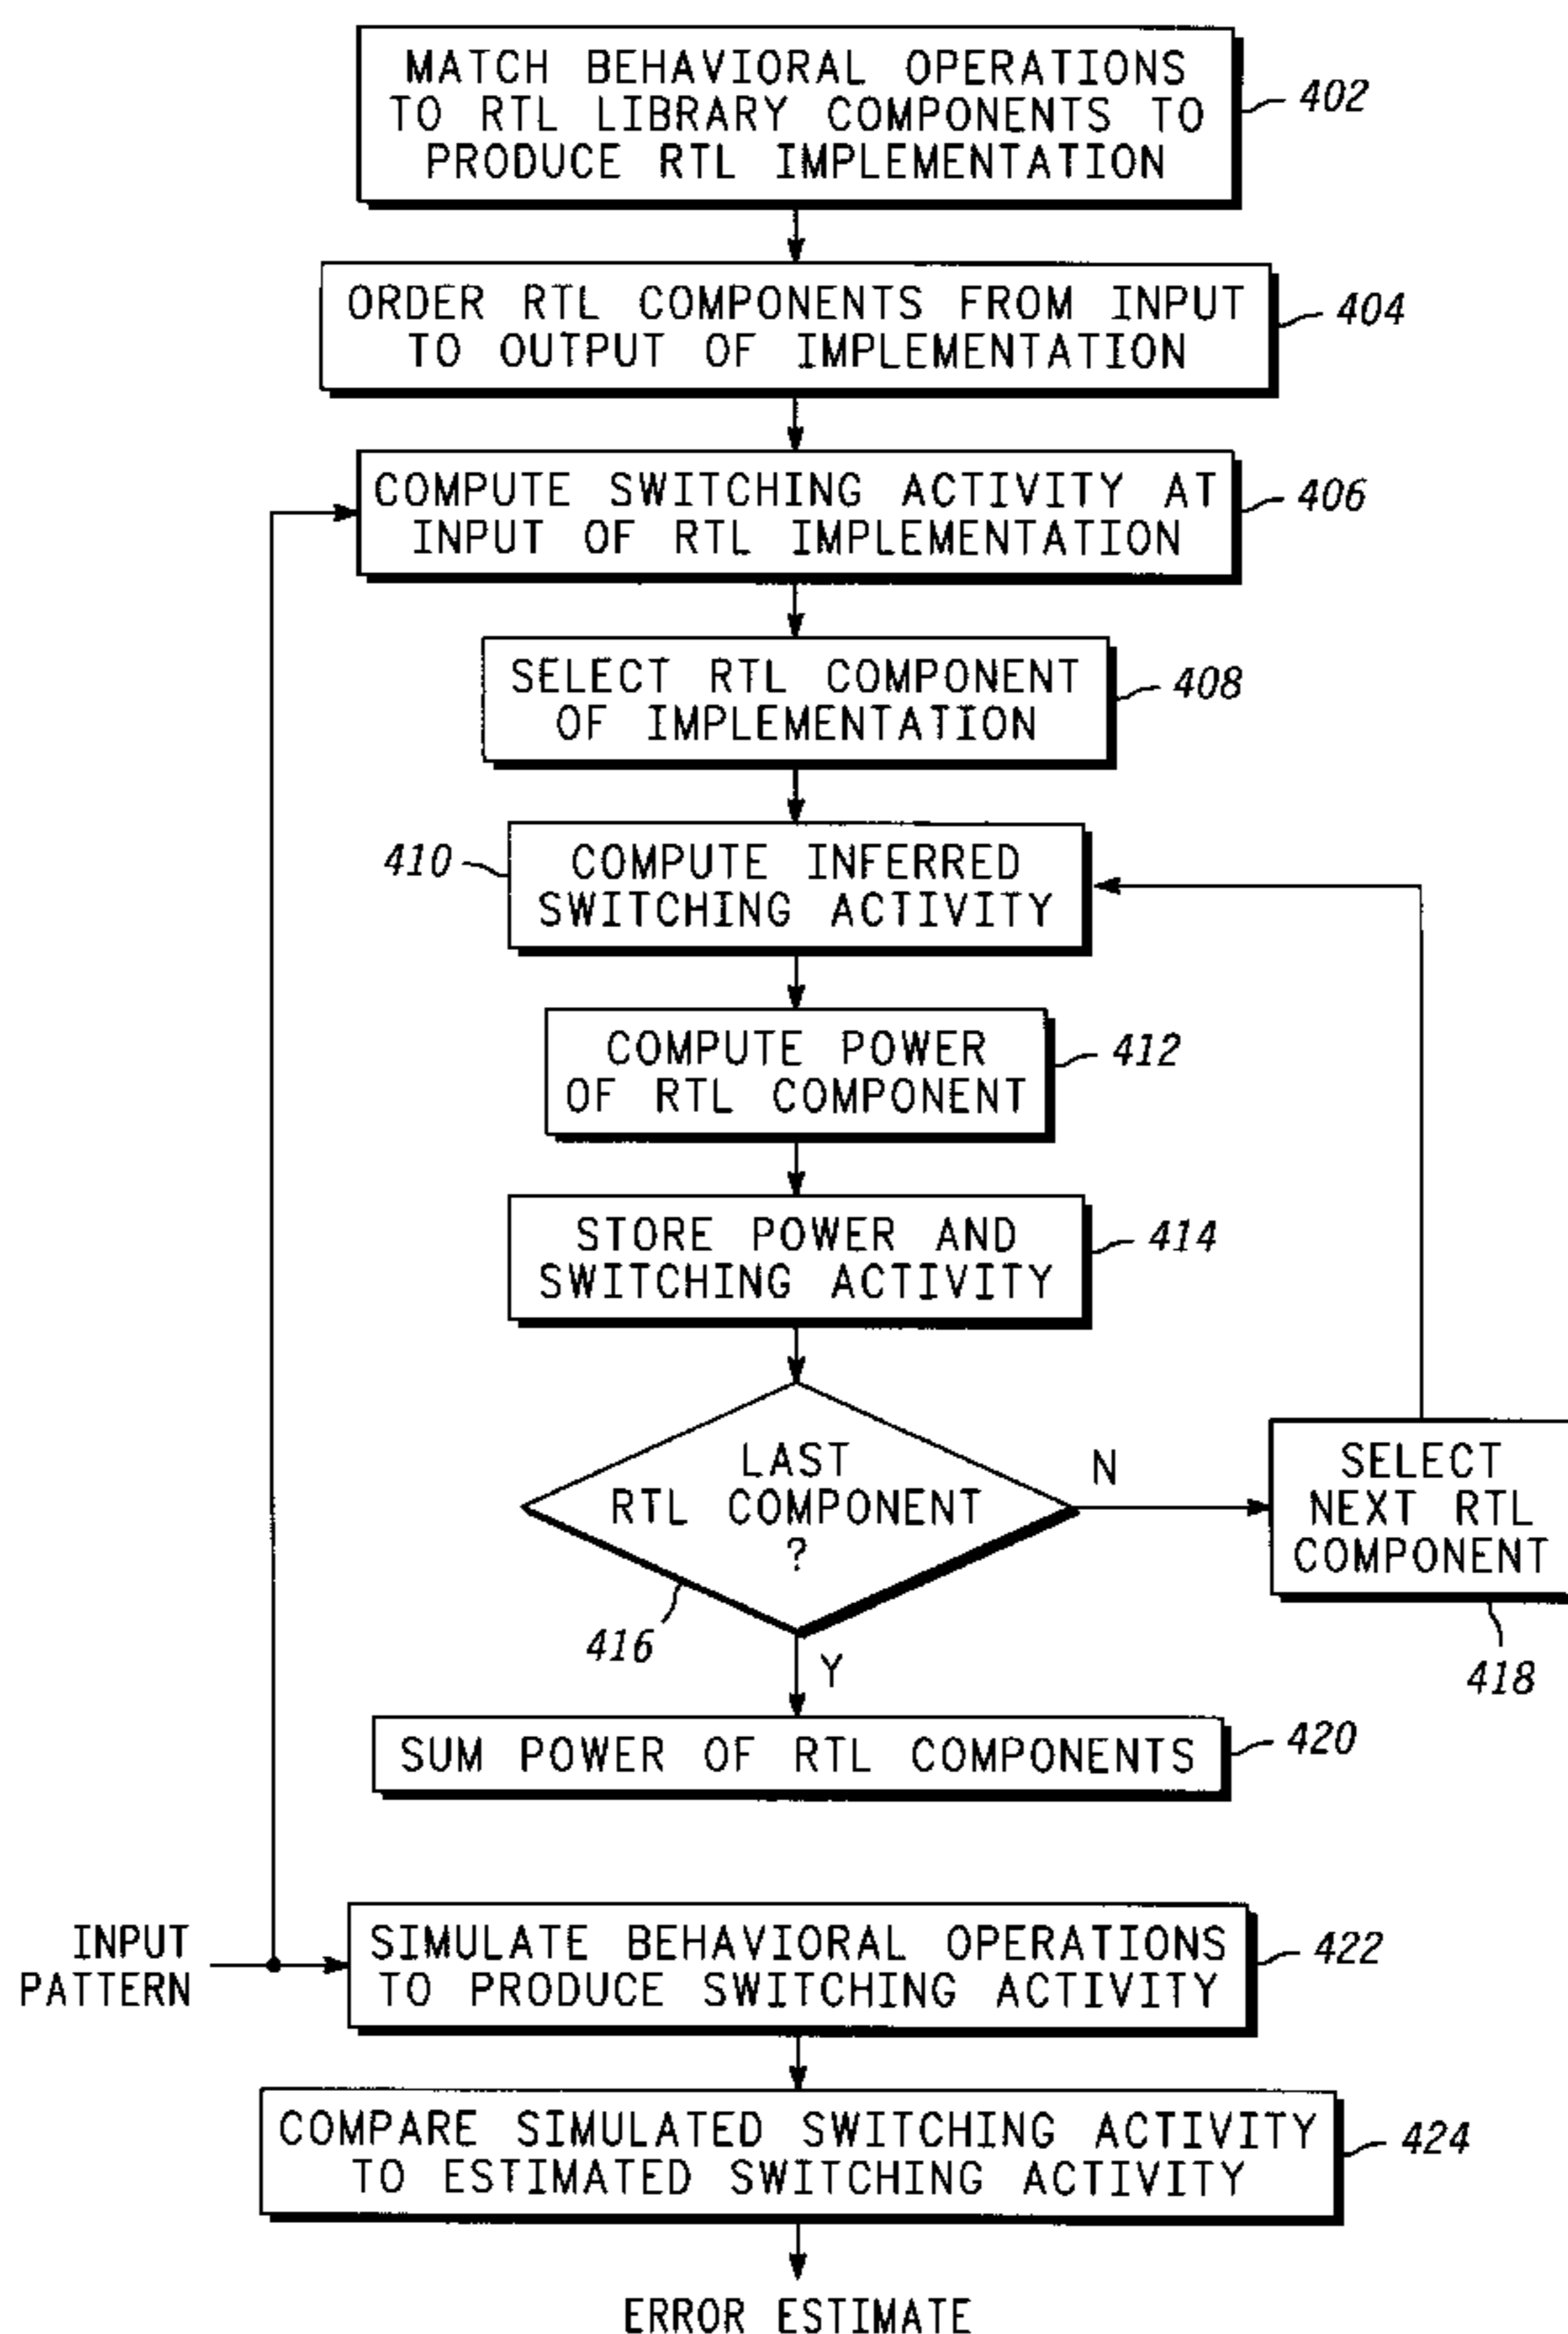 MATCH BEHAVIORAL OPERATIONS
TO RTL LIBRARY COMPONENTS TO
PRODUCE RTL IMPLEMENTATION
402
ORDER RTL COMPONENTS FROM INPUT
TO OUTPUT OF IMPLEMENTATION
404
COMPUTE SWITCHING ACTIVITY AT
INPUT OF RTL IMPLEMENTATION
406
SELECT RTL COMPONENT
OF IMPLEMENTATION
408
410
COMPUTE INFERRED
SWITCHING ACTIVITY
COMPUTE POWER
OF RTL COMPONENT
412
STORE POWER AND
SWITCHING ACTIVITY
414
LAST
RTL COMPONENT
?
N
SELECT
NEXT RTL
COMPONENT
416
Y
418
SUM POWER OF RTL COMPONENTS
420
INPUT
PATTERN
SIMULATE BEHAVIORAL OPERATIONS
TO PRODUCE SWITCHING ACTIVITY
422
COMPARE SIMULATED SWITCHING ACTIVITY
TO ESTIMATED SWITCHING ACTIVITY
424
ERROR ESTIMATE